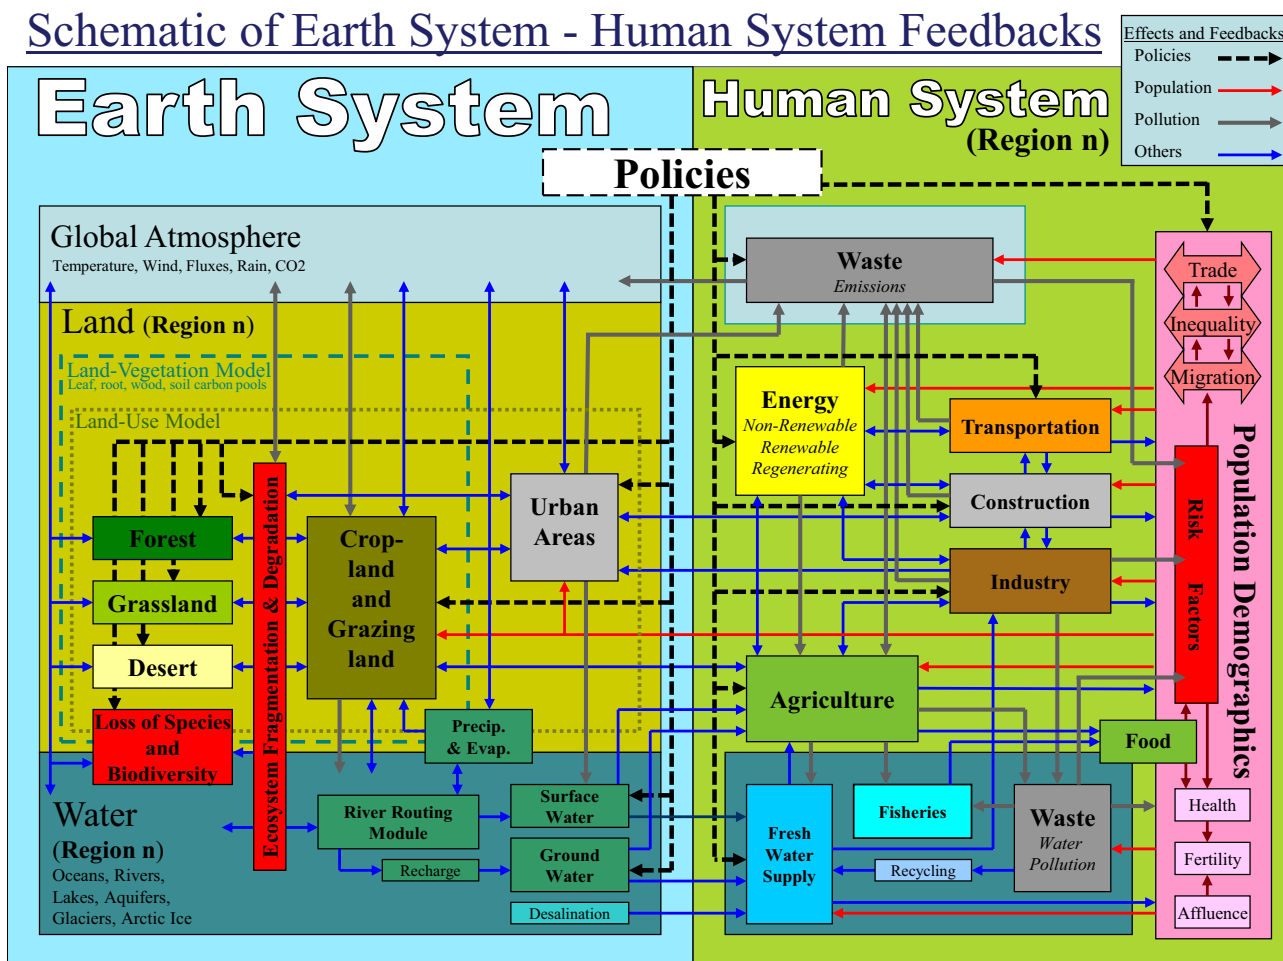 Schematic of Earth System - Human System Feedbacks
Effects and Feedbacks
Policies
Population
Pollution
Others
Earth System
Human System
(Region n)
Policies
Global Atmosphere
Temperature, Wind, Fluxes, Rain, CO2
Land (Region n)
Land-Vegetation Model
Leaf, root, wood, soil carbon pools
Land-Use Model
Forest
Grassland
Desert
Loss of Species
and
Biodiversity
Ecosystem Fragmentation & Degradation
Crop-
land
and
Grazing
land
Urban
Areas
Precip.
& Evap.
Water
(Region n)
Oceans, Rivers,
Lakes, Aquifers,
Glaciers, Arctic Ice
River Routing
Module
Recharge
Surface
Water
Ground
Water
Desalination
Waste
Emissions
Energy
Non-Renewable
Renewable
Regenerating
Transportation
Construction
Industry
Agriculture
Fresh
Water
Supply
Fisheries
Recycling
Waste
Water
Pollution
Food
Trade
Inequality
Migration
Risk Factors
Population Demographics
Health
Fertility
Affluence